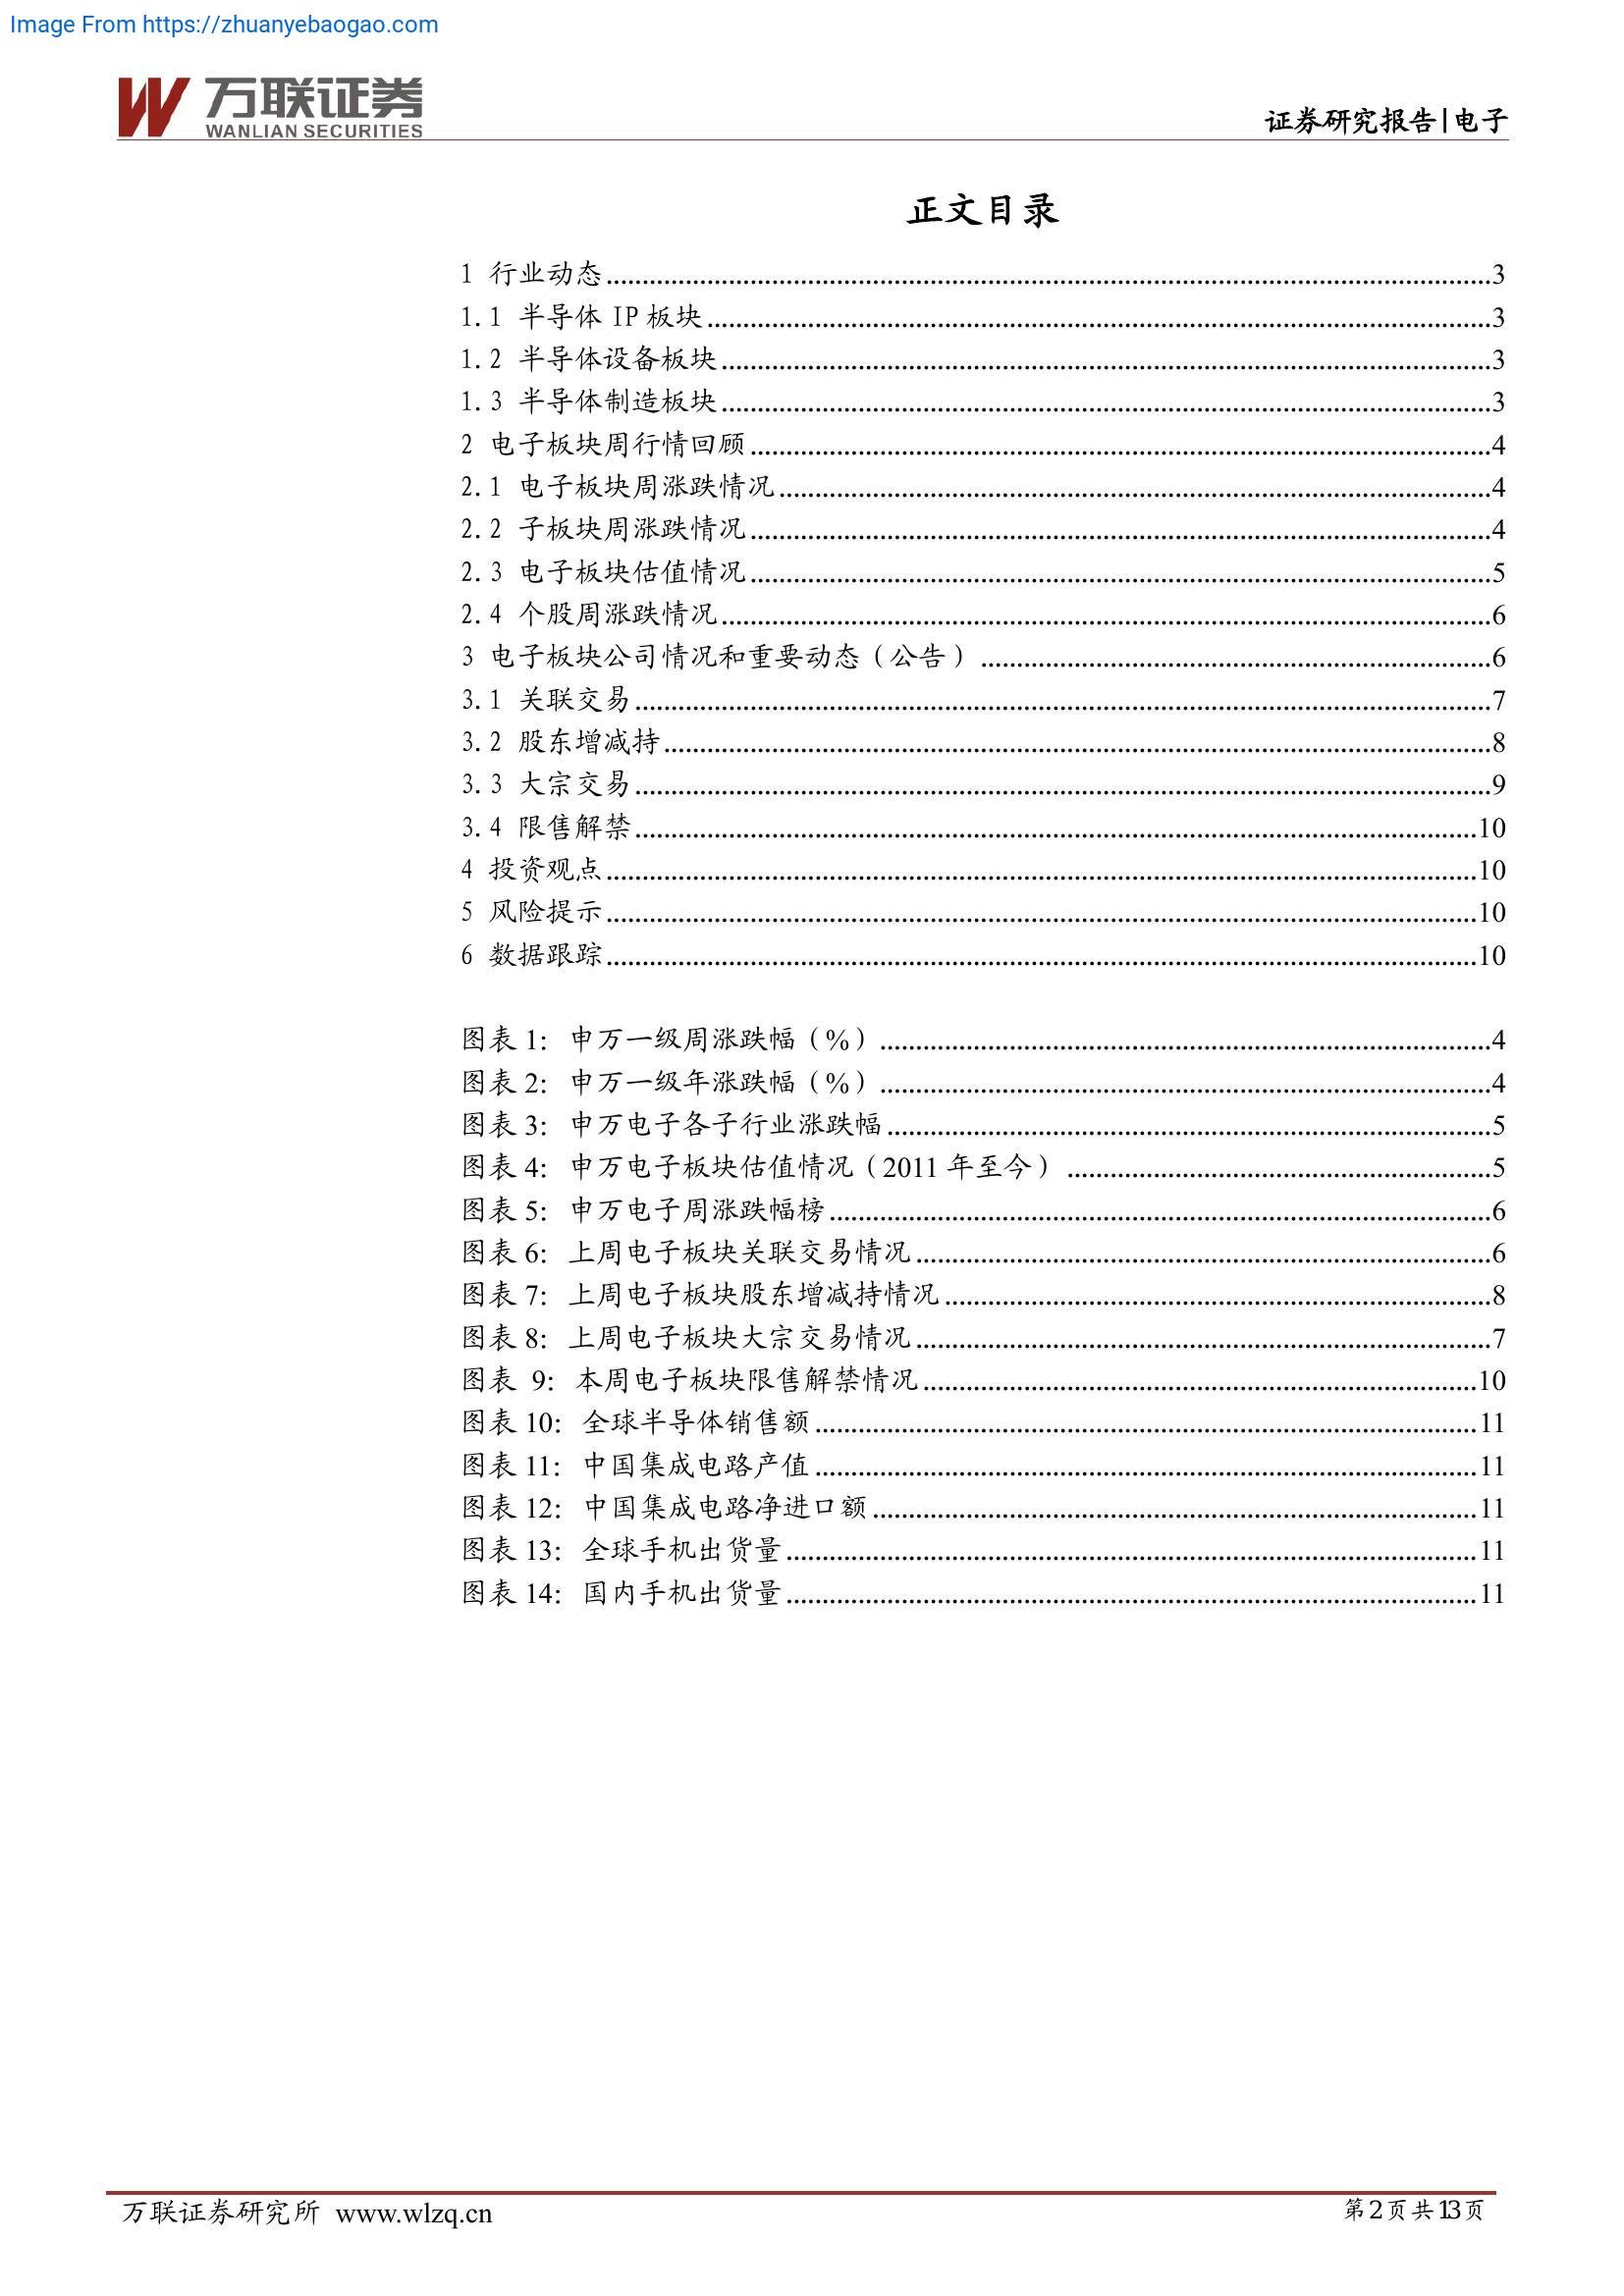 Image From https://zhuanyebaogao.com
万联证券
WANLIAN SECURITIES
证券研究报告|电子
正文目录
1 行业动态...3
1.1 半导体 IP 板块...3
1.2 半导体设备板块...3
1.3 半导体制造板块...3
2 电子板块周行情回顾...4
2.1 电子板块周涨跌情况...4
2.2 子板块周涨跌情况...4
2.3 电子板块估值情况...5
2.4 个股周涨跌情况...6
3 电子板块公司情况和重要动态（公告）...6
3.1 关联交易...7
3.2 股东增减持...8
3.3 大宗交易...9
3.4 限售解禁...10
4 投资观点...10
5 风险提示...10
6 数据跟踪...10
图表 1: 申万一级周涨跌幅（%）...4
图表 2: 申万一级年涨跌幅（%）...4
图表 3: 申万电子各子行业涨跌幅...5
图表 4: 申万电子板块估值情况（2011 年至今）...5
图表 5: 申万电子周涨跌幅榜...6
图表 6: 上周电子板块关联交易情况...6
图表 7: 上周电子板块股东增减持情况...8
图表 8: 上周电子板块大宗交易情况...7
图表 9: 本周电子板块限售解禁情况...10
图表 10: 全球半导体销售额...11
图表 11: 中国集成电路产值...11
图表 12: 中国集成电路净进口额...11
图表 13: 全球手机出货量...11
图表 14: 国内手机出货量...11
万联证券研究所 www.wlzq.cn
第 2 页 共 13 页